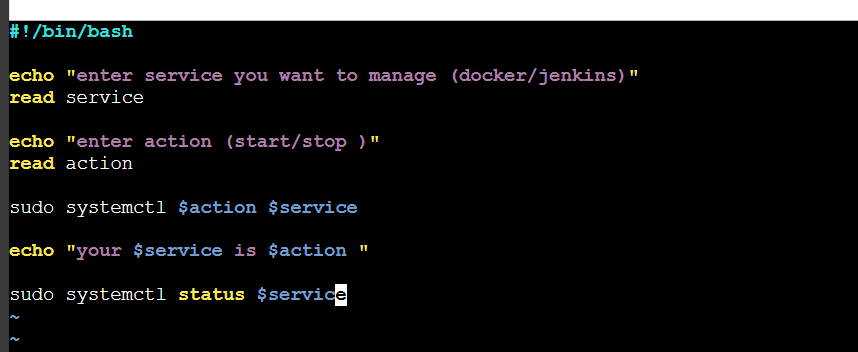 #!/bin/bash
echo "enter service you want to manage (docker/jenkins)"
read service
echo "enter action (start/stop )"
read action
sudo systemctl $action $service
echo "your $service is $action "
sudo systemctl status $service
~
~